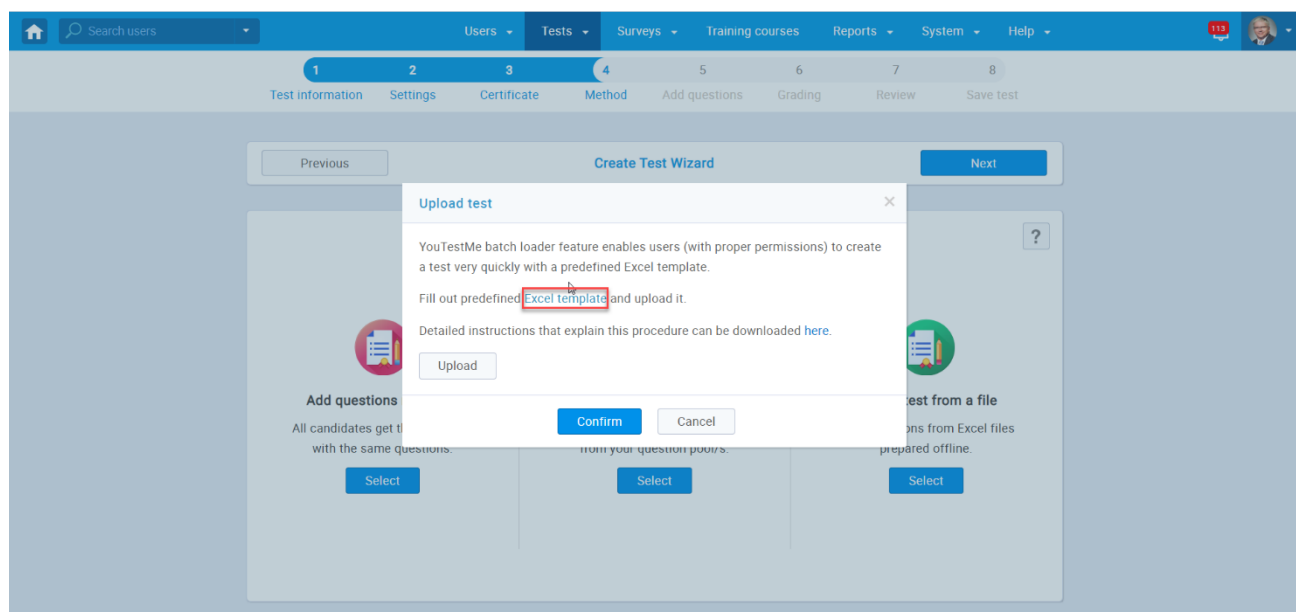 Search users
Users
Tests
Surveys
Training courses
Reports
System
Help
113
1 2 3 4 5 6 7 8
Test information Settings Certificate Method Add questions Grading Review Save test
Previous
Create Test Wizard
Next
Upload test
×
?
YouTestMe batch loader feature enables users (with proper permissions) to create
a test very quickly with a predefined Excel template.
Fill out predefined Excel template and upload it.
Detailed instructions that explain this procedure can be downloaded here.
Upload
Confirm
Cancel
Add questions
All candidates get
with the same questions.
Select
from your question pool/s.
Select
test from a file
from Excel files
prepared offline.
Select